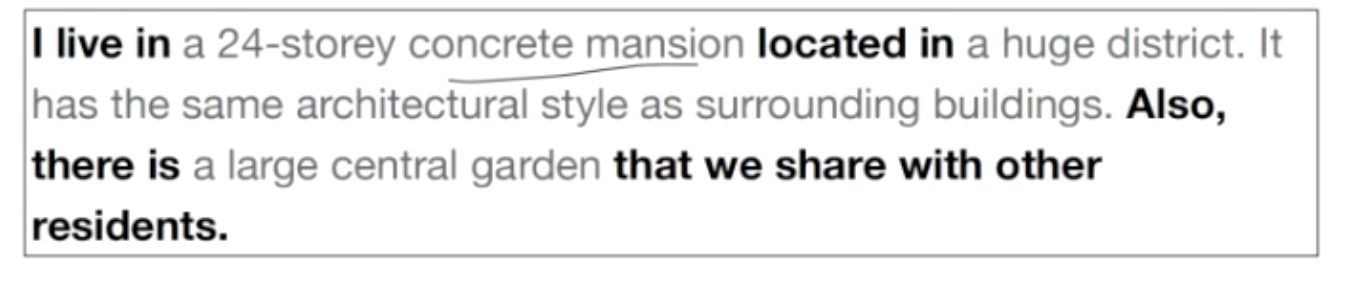 I live in a 24-storey concrete mansion located in a huge district. It
has the same architectural style as surrounding buildings. Also,
there is a large central garden that we share with other
residents.